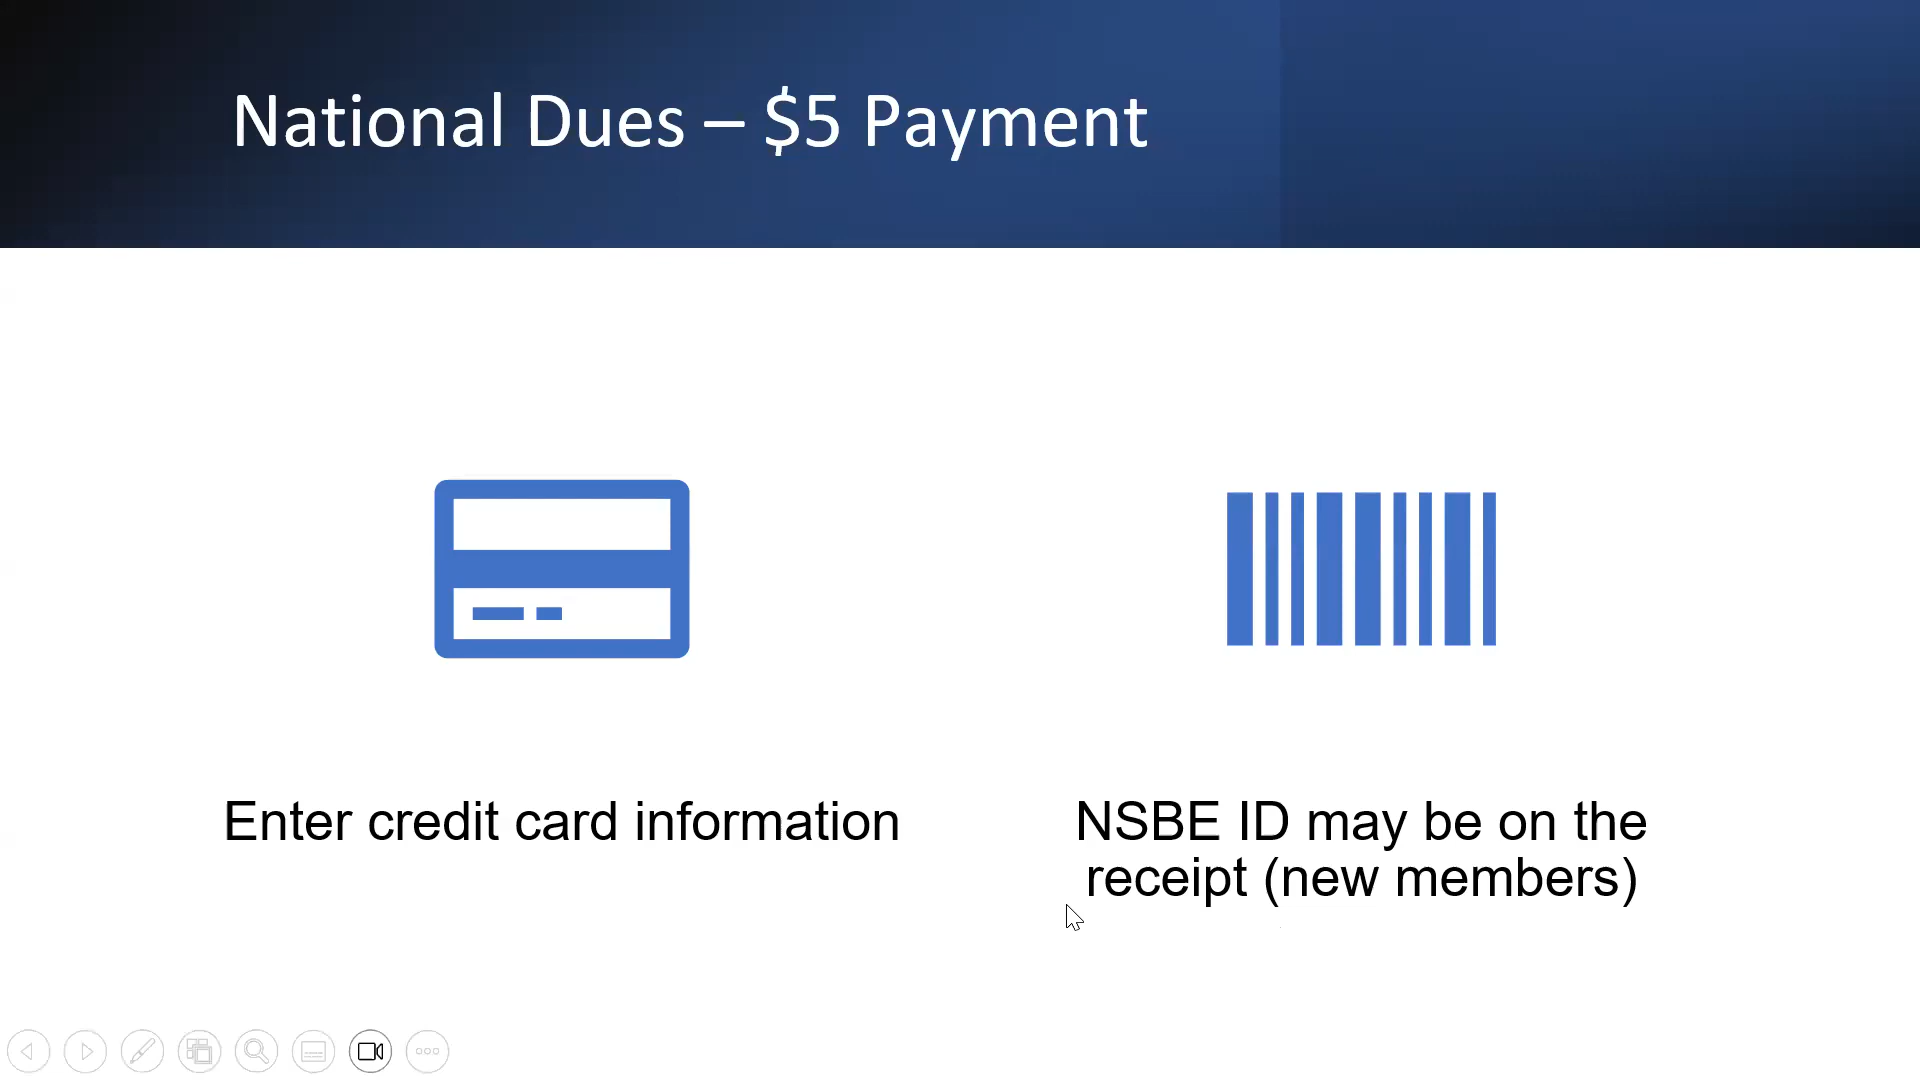 National Dues – $5 Payment
Enter credit card information
NSBE ID may be on the
receipt (new members)